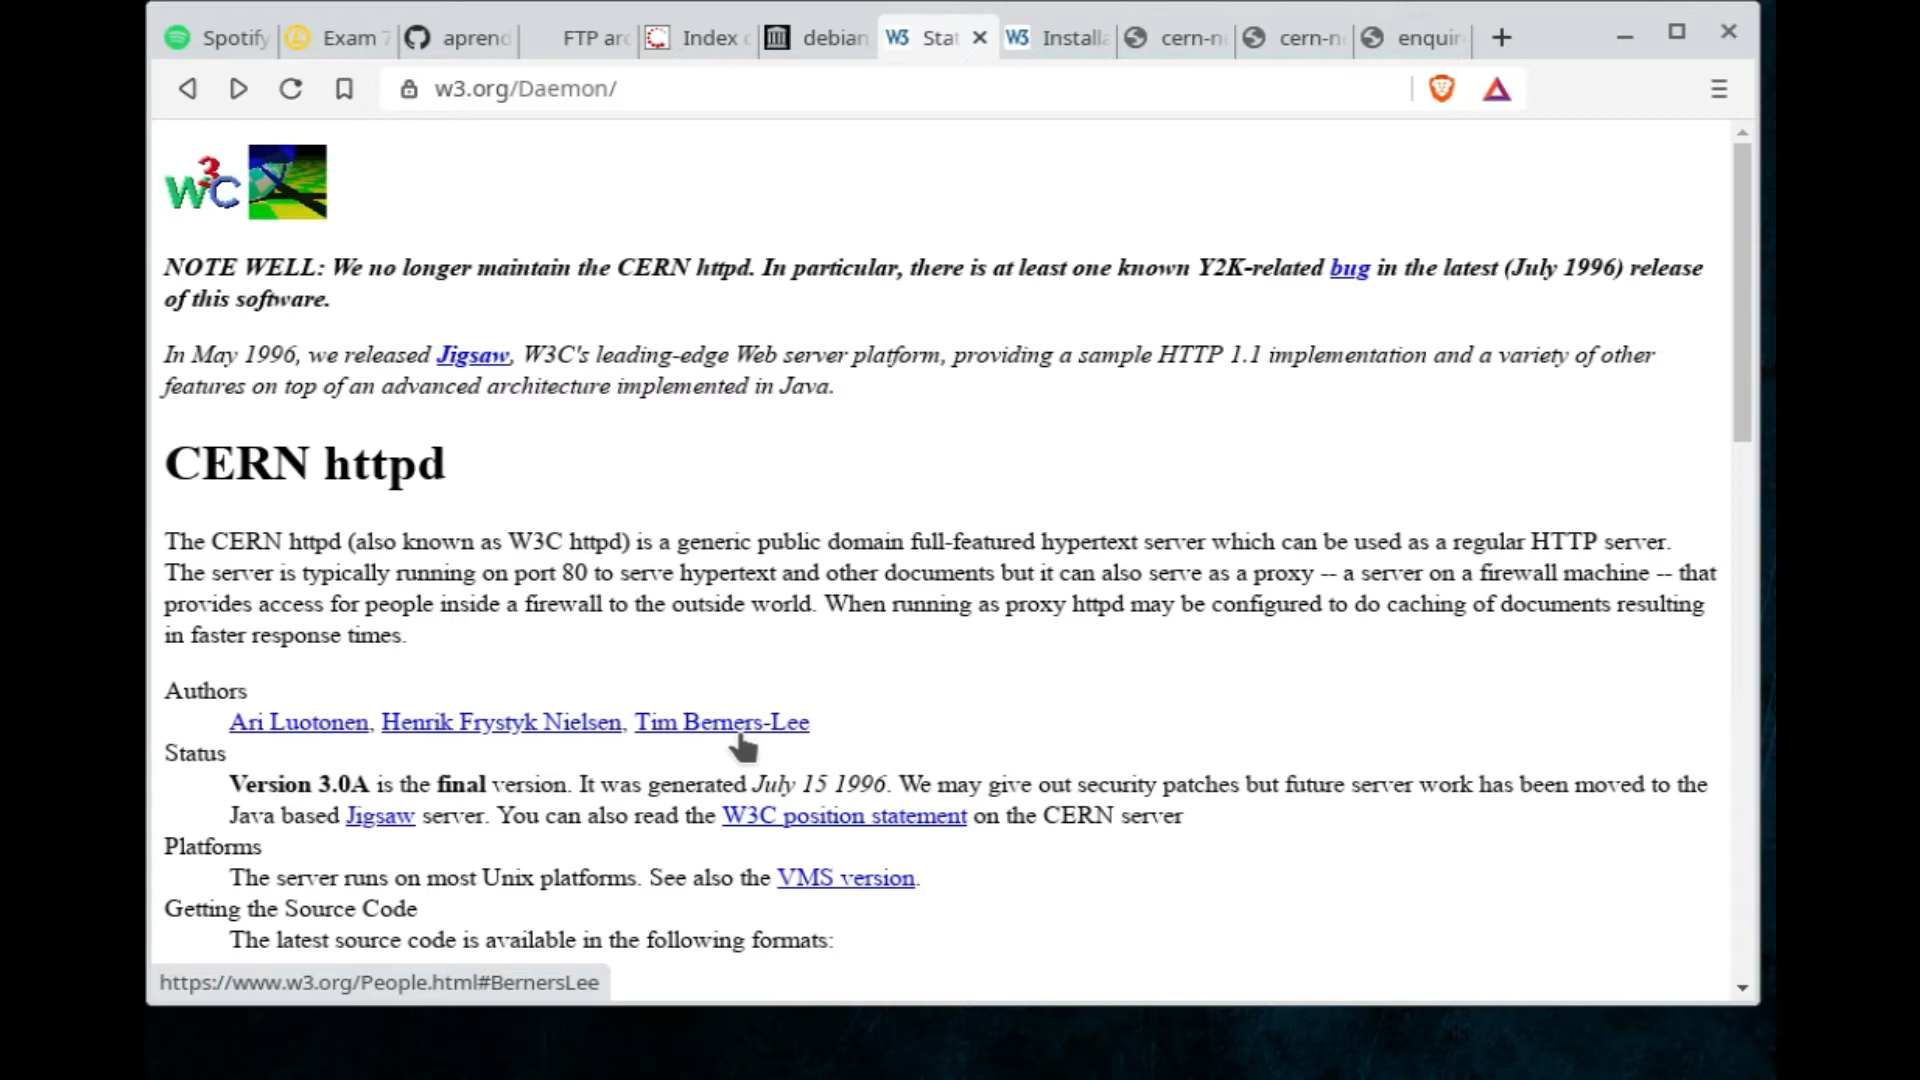 Spotify Exam 7 aprend FTP arc Index debian W3 Stat W3 Installa cern-n cern-n enquir
w3.org/Daemon/
W3C
NOTE WELL: We no longer maintain the CERN httpd. In particular, there is at least one known Y2K-related bug in the latest (July 1996) release
of this software.
In May 1996, we released Jigsaw, W3C's leading-edge Web server platform, providing a sample HTTP 1.1 implementation and a variety of other
features on top of an advanced architecture implemented in Java.
CERN httpd
The CERN httpd (also known as W3C httpd) is a generic public domain full-featured hypertext server which can be used as a regular HTTP server.
The server is typically running on port 80 to serve hypertext and other documents but it can also serve as a proxy -- a server on a firewall machine -- that
provides access for people inside a firewall to the outside world. When running as proxy httpd may be configured to do caching of documents resulting
in faster response times.
Authors
Ari Luotonen, Henrik Frystyk Nielsen, Tim Berners-Lee
Status
Version 3.0A is the final version. It was generated July 15 1996. We may give out security patches but future server work has been moved to the
Java based Jigsaw server. You can also read the W3C position statement on the CERN server
Platforms
The server runs on most Unix platforms. See also the VMS version.
Getting the Source Code
The latest source code is available in the following formats:
https://www.w3.org/People.html#BernersLee